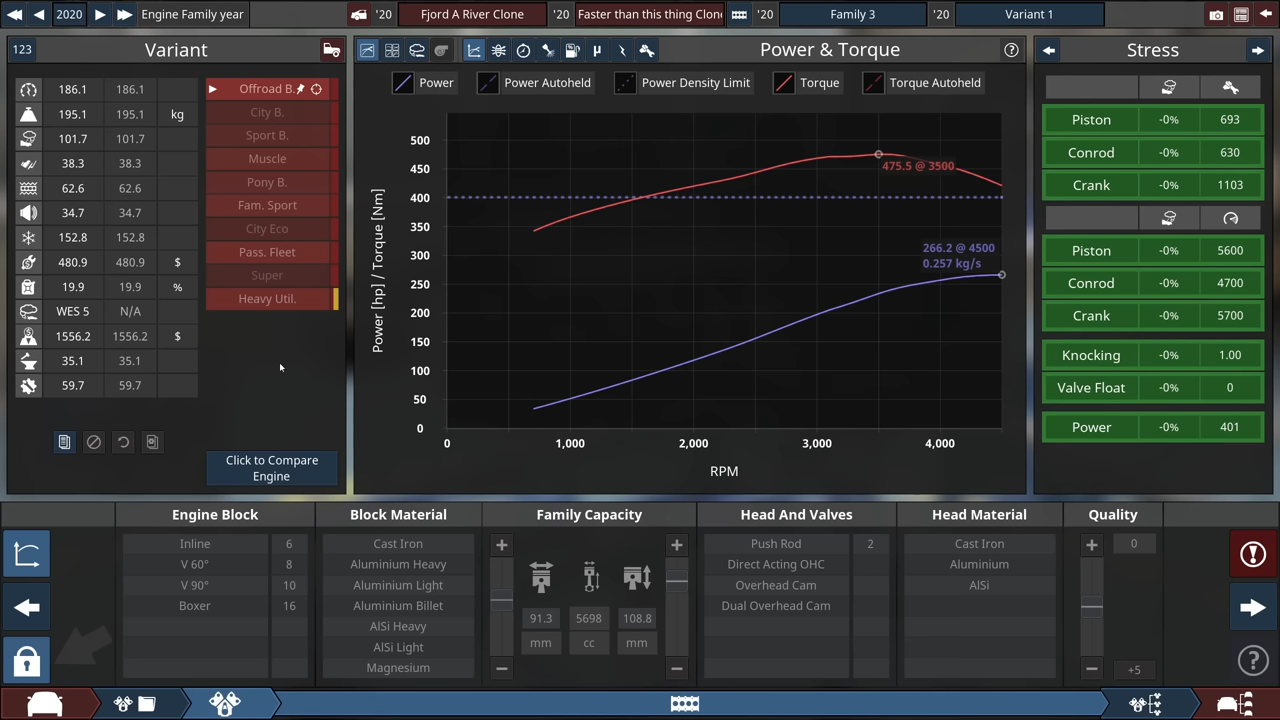 2020 Engine Family year '20 Fjord A River Clone '20 Faster than this thing Clone '20 Family 3 '20 Variant 1
123 Variant
186.1 186.1
195.1 195.1 kg
101.7 101.7
38.3 38.3
62.6 62.6
34.7 34.7
152.8 152.8
480.9 480.9 $
19.9 19.9 %
WES 5 N/A
1556.2 1556.2 $
35.1 35.1
59.7 59.7
Offroad B.
City B.
Sport B.
Muscle
Pony B.
Fam. Sport
City Eco
Pass. Fleet
Super
Heavy Util.
Click to Compare
Engine
Power & Torque
Power Power Autoheld Power Density Limit Torque Torque Autoheld
Power [hp] / Torque [Nm]
500
450
400
350
300
250
200
150
100
50
0
475.5 @ 3500
266.2 @ 4500
0.257 kg/s
0 1,000 2,000 3,000 4,000
RPM
Stress
Piston -0% 693
Conrod -0% 630
Crank -0% 1103
Piston -0% 5600
Conrod -0% 4700
Crank -0% 5700
Knocking -0% 1.00
Valve Float -0% 0
Power -0% 401
Engine Block
Inline 6
V 60° 8
V 90° 10
Boxer 16
Block Material
Cast Iron
Aluminium Heavy
Aluminium Light
Aluminium Billet
AlSi Heavy
AlSi Light
Magnesium
Family Capacity
91.3 5698 108.8
mm cc mm
Head And Valves
Push Rod 2
Direct Acting OHC
Overhead Cam
Dual Overhead Cam
Head Material
Cast Iron
Aluminium
AlSi
Quality
0
+5